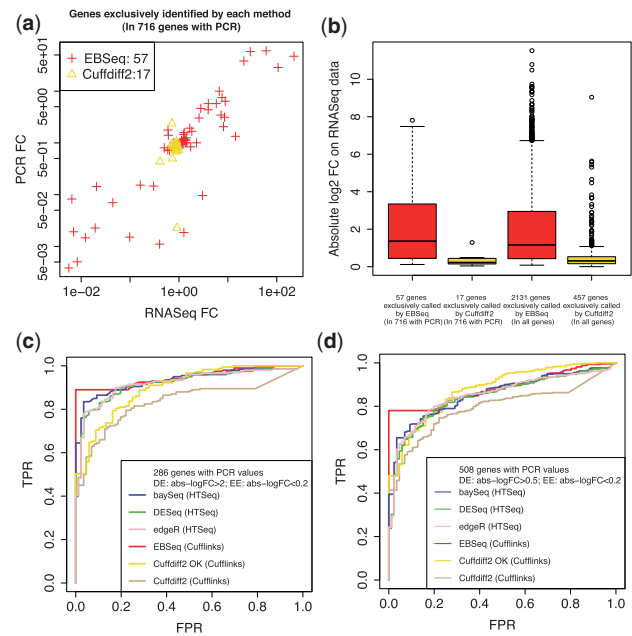 (a)
Genes exclusively identified by each method
(In 716 genes with PCR)
EBSeq: 57
Cuffdiff2:17
PCR FC
5e+01
5e+00
5e-01
5e-02
5e-03
1e-02
1e+00
1e+02
RNASeq FC
(b)
Absolute log2 FC on RNASeq data
10
8
6
4
2
0
57 genes
exclusively called
by EBSeq
(In 716 with PCR)
17 genes
exclusively called
by Cuffdiff2
(In 716 with PCR)
2131 genes
exclusively called
by EBSeq
(In all genes)
457 genes
exclusively called
by Cuffdiff2
(In all genes)
(c)
TPR
1.0
0.8
0.6
0.4
0.2
0.0
286 genes with PCR values
DE: abs-logFC>2; EE: abs-logFC<0.2
baySeq (HTSeq)
DESeq (HTSeq)
edgeR (HTSeq)
EBSeq (Cufflinks)
Cuffdiff2 OK (Cufflinks)
Cuffdiff2 (Cufflinks)
0.0 0.2 0.4 0.6 0.8 1.0
FPR
(d)
TPR
1.0
0.8
0.6
0.4
0.2
0.0
508 genes with PCR values
DE: abs-logFC>0.5; EE: abs-logFC<0.2
baySeq (HTSeq)
DESeq (HTSeq)
edgeR (HTSeq)
EBSeq (Cufflinks)
Cuffdiff2 OK (Cufflinks)
Cuffdiff2 (Cufflinks)
0.0 0.2 0.4 0.6 0.8 1.0
FPR